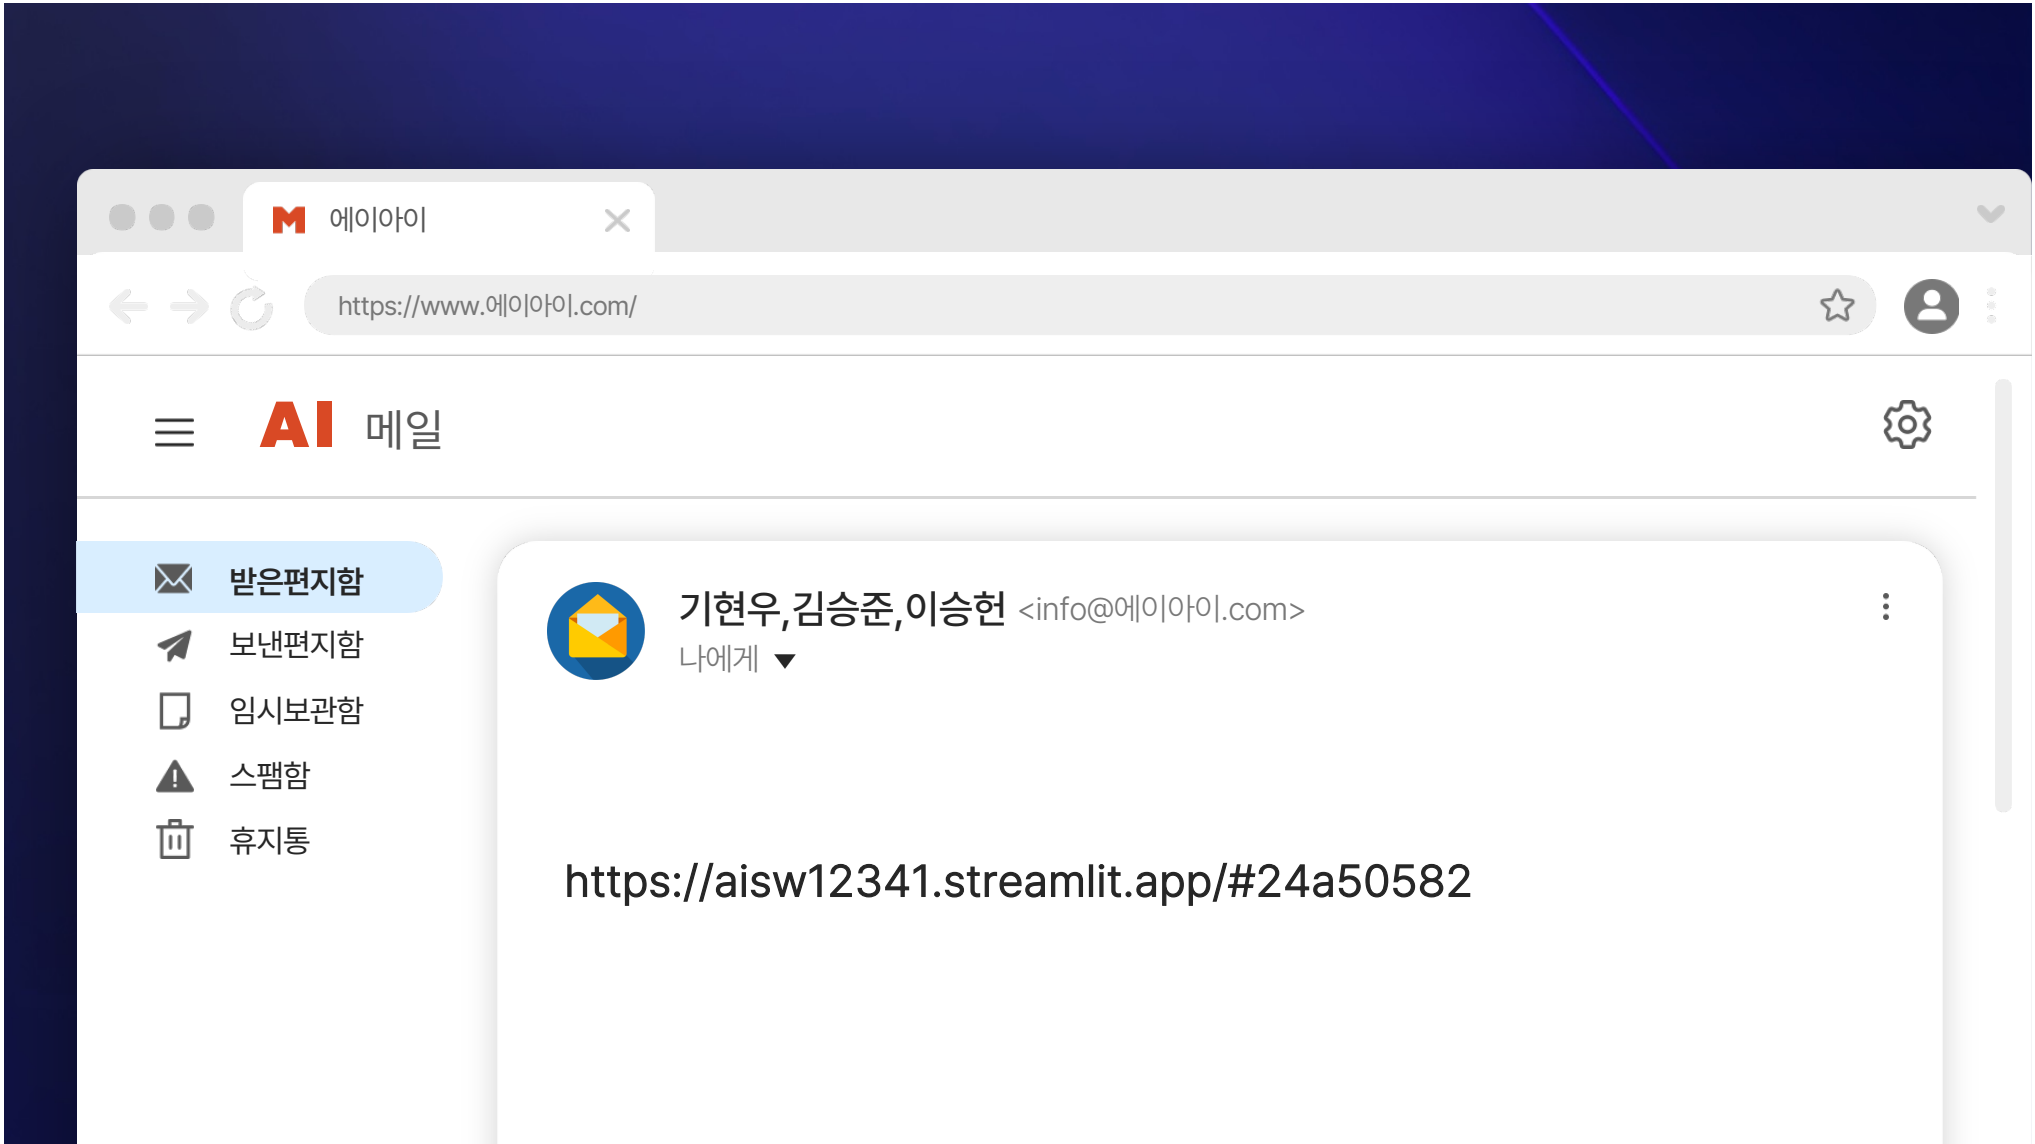 에이아이
https://www.에이아이.com/
AI 메일
받은편지함
보낸편지함
임시보관함
스팸함
휴지통
기현우,김승준,이승헌 <info@에이아이.com>
나에게
https://aisw12341.streamlit.app/#24a50582